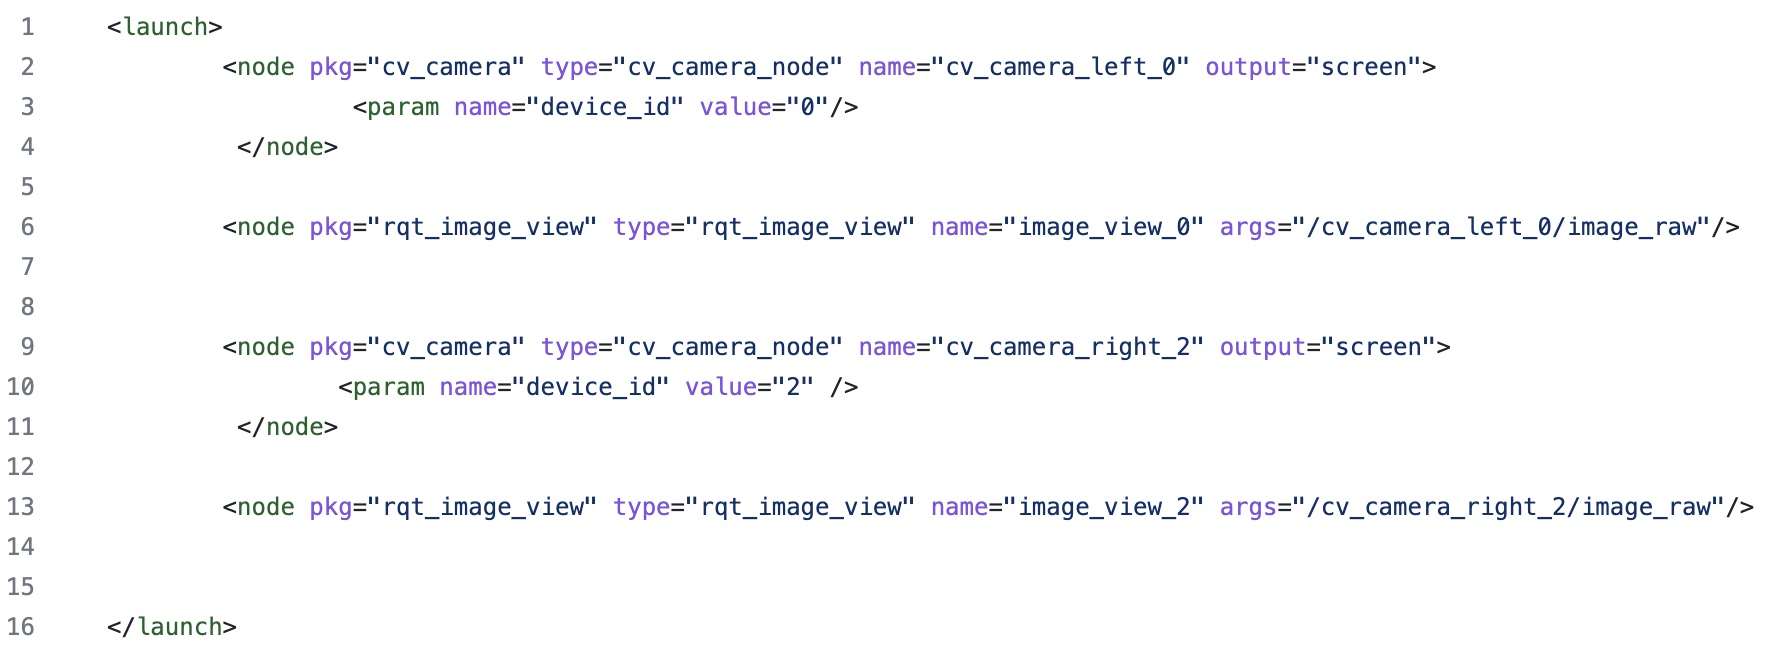 1 <launch>
2 <node pkg="cv_camera" type="cv_camera_node" name="cv_camera_left_0" output="screen">
3 <param name="device_id" value="0"/>
4 </node>
5
6 <node pkg="rqt_image_view" type="rqt_image_view" name="image_view_0" args="/cv_camera_left_0/image_raw"/>
7
8
9 <node pkg="cv_camera" type="cv_camera_node" name="cv_camera_right_2" output="screen">
10 <param name="device_id" value="2" />
11 </node>
12
13 <node pkg="rqt_image_view" type="rqt_image_view" name="image_view_2" args="/cv_camera_right_2/image_raw"/>
14
15
16 </launch>